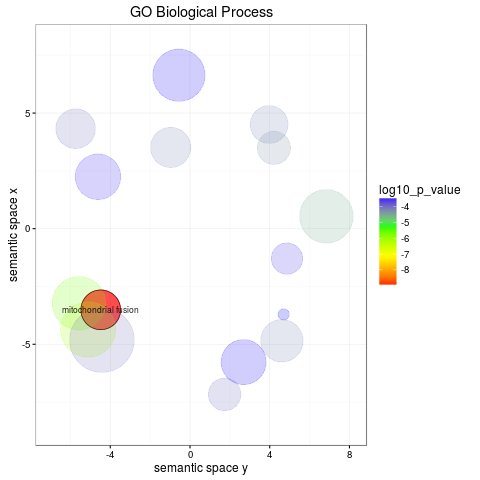 GO Biological Process
5
0
-5
semantic space x
mitochondrial fusion
-4
0
4
8
semantic space y
log10_p_value
-4
-5
-6
-7
-8